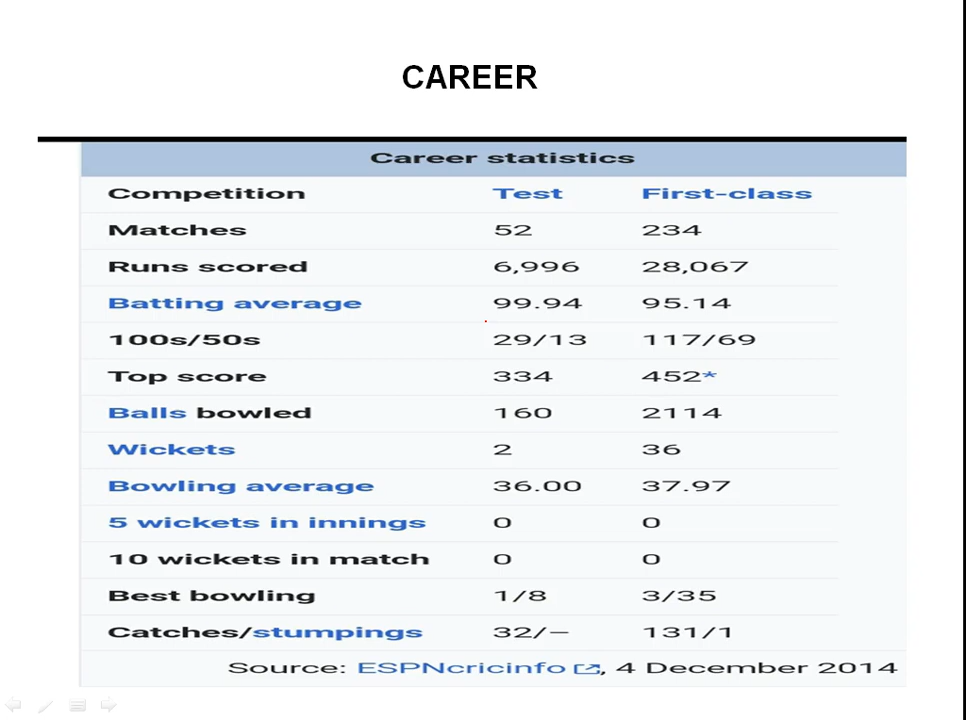 CAREER
Career statistics
Competition Test First-class
Matches 52 234
Runs scored 6,996 28,067
Batting average 99.94 95.14
100s/50s 29/13 117/69
Top score 334 452*
Balls bowled 160 2114
Wickets 2 36
Bowling average 36.00 37.97
5 wickets in innings 0 0
10 wickets in match 0 0
Best bowling 1/8 3/35
Catches/stumpings 32/– 131/1
Source: ESPNcricinfo, 4 December 2014